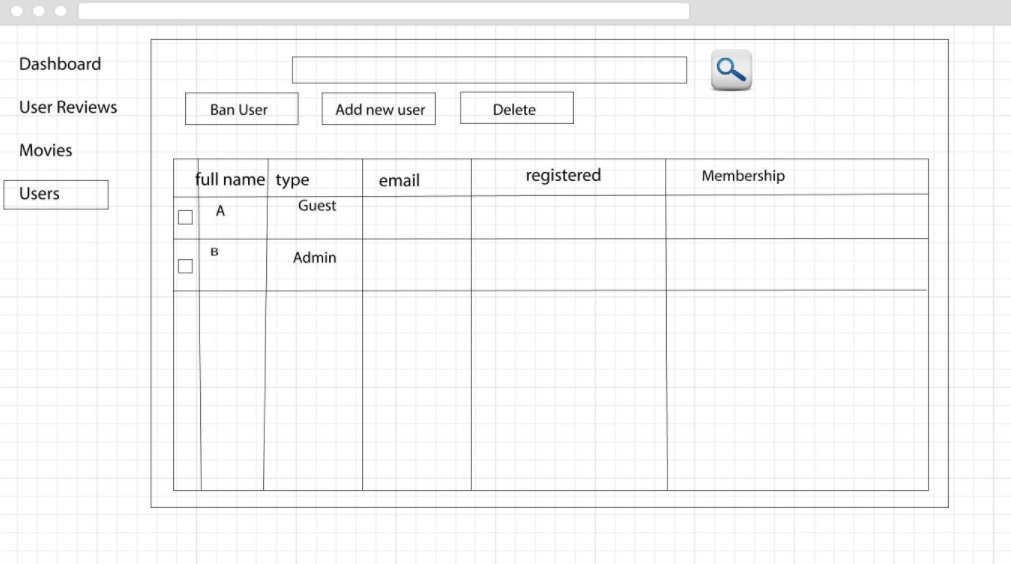 Dashboard
User Reviews
Movies
Users
Ban User
Add new user
Delete
full name type email registered Membership
A Guest
B Admin